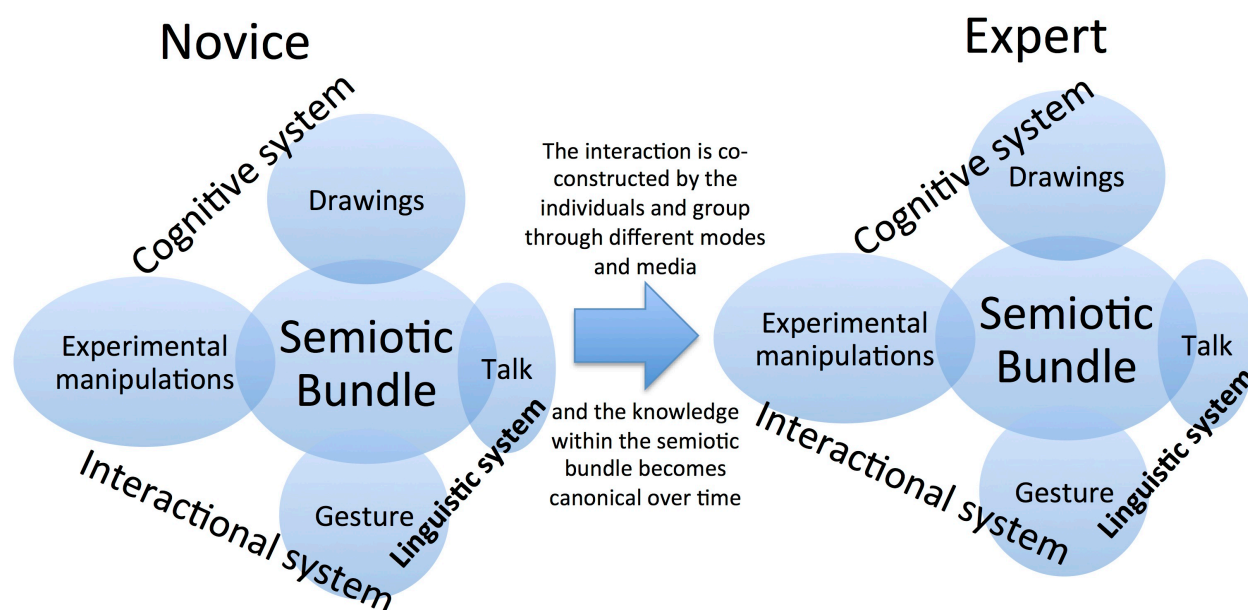 Novice
Cognitive system
Drawings
Experimental
manipulations
Semiotic
Bundle
Talk
Linguistic system
Gesture
Interactional system
The interaction is co-
constructed by the
individuals and group
through different modes
and media
and the knowledge
within the semiotic
bundle becomes
canonical over time
Expert
Cognitive system
Drawings
Experimental
manipulations
Semiotic
Bundle
Talk
Linguistic system
Gesture
Interactional system